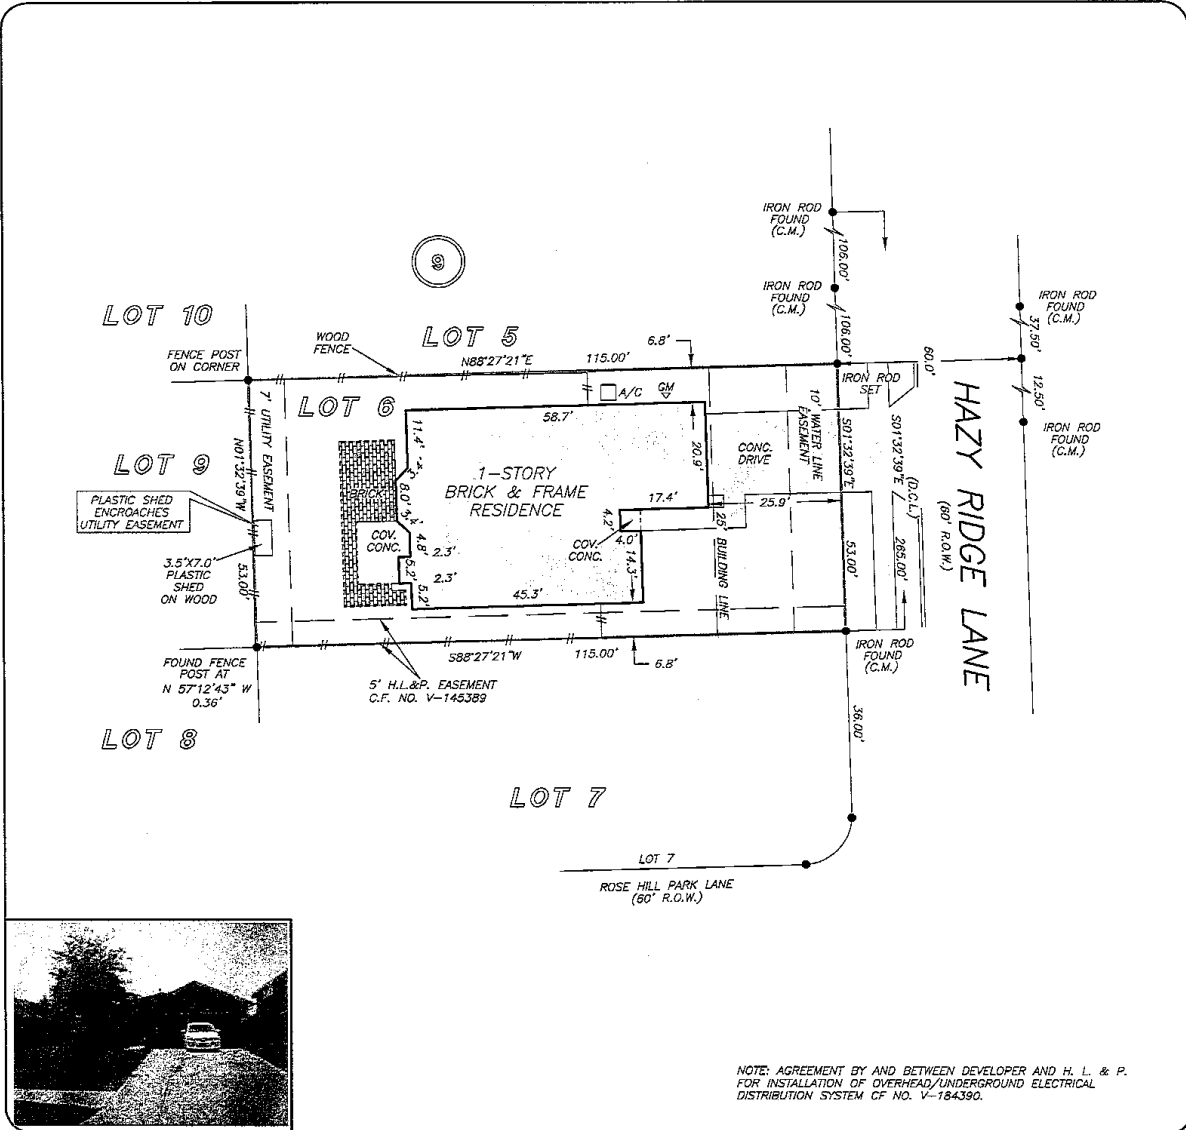 IRON ROD
FOUND
(C.M.)
106.00'
9
IRON ROD
FOUND
(C.M.)
106.00'
IRON ROD
FOUND
(C.M.)
37.50'
12.50'
IRON ROD
FOUND
(C.M.)
60.0'
LOT 10
LOT 5
WOOD
FENCE
FENCE POST
ON CORNER
N88°27'21"E
115.00'
6.8'
IRON ROD
SET
LOT 6
A/C
GM
58.7'
7' UTILITY EASEMENT
N01°32'39"W
53.00'
11.4'
3.4'
8.0'
3.4'
4.8'
2.3'
5.2'
2.3'
5.2'
BRICK
COV.
CONC.
1-STORY
BRICK & FRAME
RESIDENCE
20.9'
17.4'
4.2'
4.0'
COV.
CONC.
14.3'
45.3'
CONC.
DRIVE
10' WATER LINE
EASEMENT
25.9'
25' BUILDING LINE
S01°32'39"E
53.00'
S01°32'39"E
265.00'
(D.C.L.)
HAZY RIDGE LANE
(60' R.O.W.)
LOT 9
PLASTIC SHED
ENCROACHES
UTILITY EASEMENT
3.5'X7.0'
PLASTIC
SHED
ON WOOD
FOUND FENCE
POST AT
N 57°12'43" W
0.36'
S88°27'21"W
115.00'
6.8'
IRON ROD
FOUND
(C.M.)
5' H.L.&P. EASEMENT
C.F. NO. V-145389
36.00'
LOT 8
LOT 7
LOT 7
ROSE HILL PARK LANE
(60' R.O.W.)
NOTE: AGREEMENT BY AND BETWEEN DEVELOPER AND H. L. & P.
FOR INSTALLATION OF OVERHEAD/UNDERGROUND ELECTRICAL
DISTRIBUTION SYSTEM CF NO. V-184390.